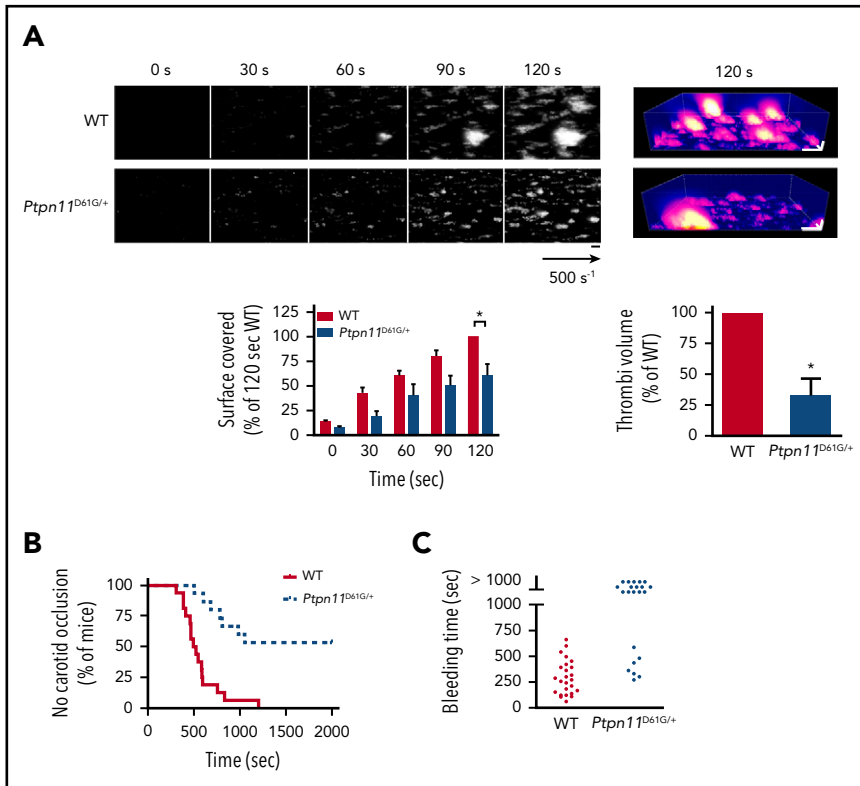 A
0 s 30 s 60 s 90 s 120 s 120 s
WT
Ptpn11D61G/+
500 s-1
Surface covered
(% of 120 sec WT)
125
100
75
50
25
0
WT
Ptpn11D61G/+
*
0 30 60 90 120
Time (sec)
Thrombi volume
(% of WT)
100
75
50
25
0
*
WT Ptpn11D61G/+
B
No carotid occlusion
(% of mice)
100
75
50
25
0
WT
Ptpn11D61G/+
0 500 1000 1500 2000
Time (sec)
C
Bleeding time (sec)
> 1000
1000
750
500
250
0
WT Ptpn11D61G/+